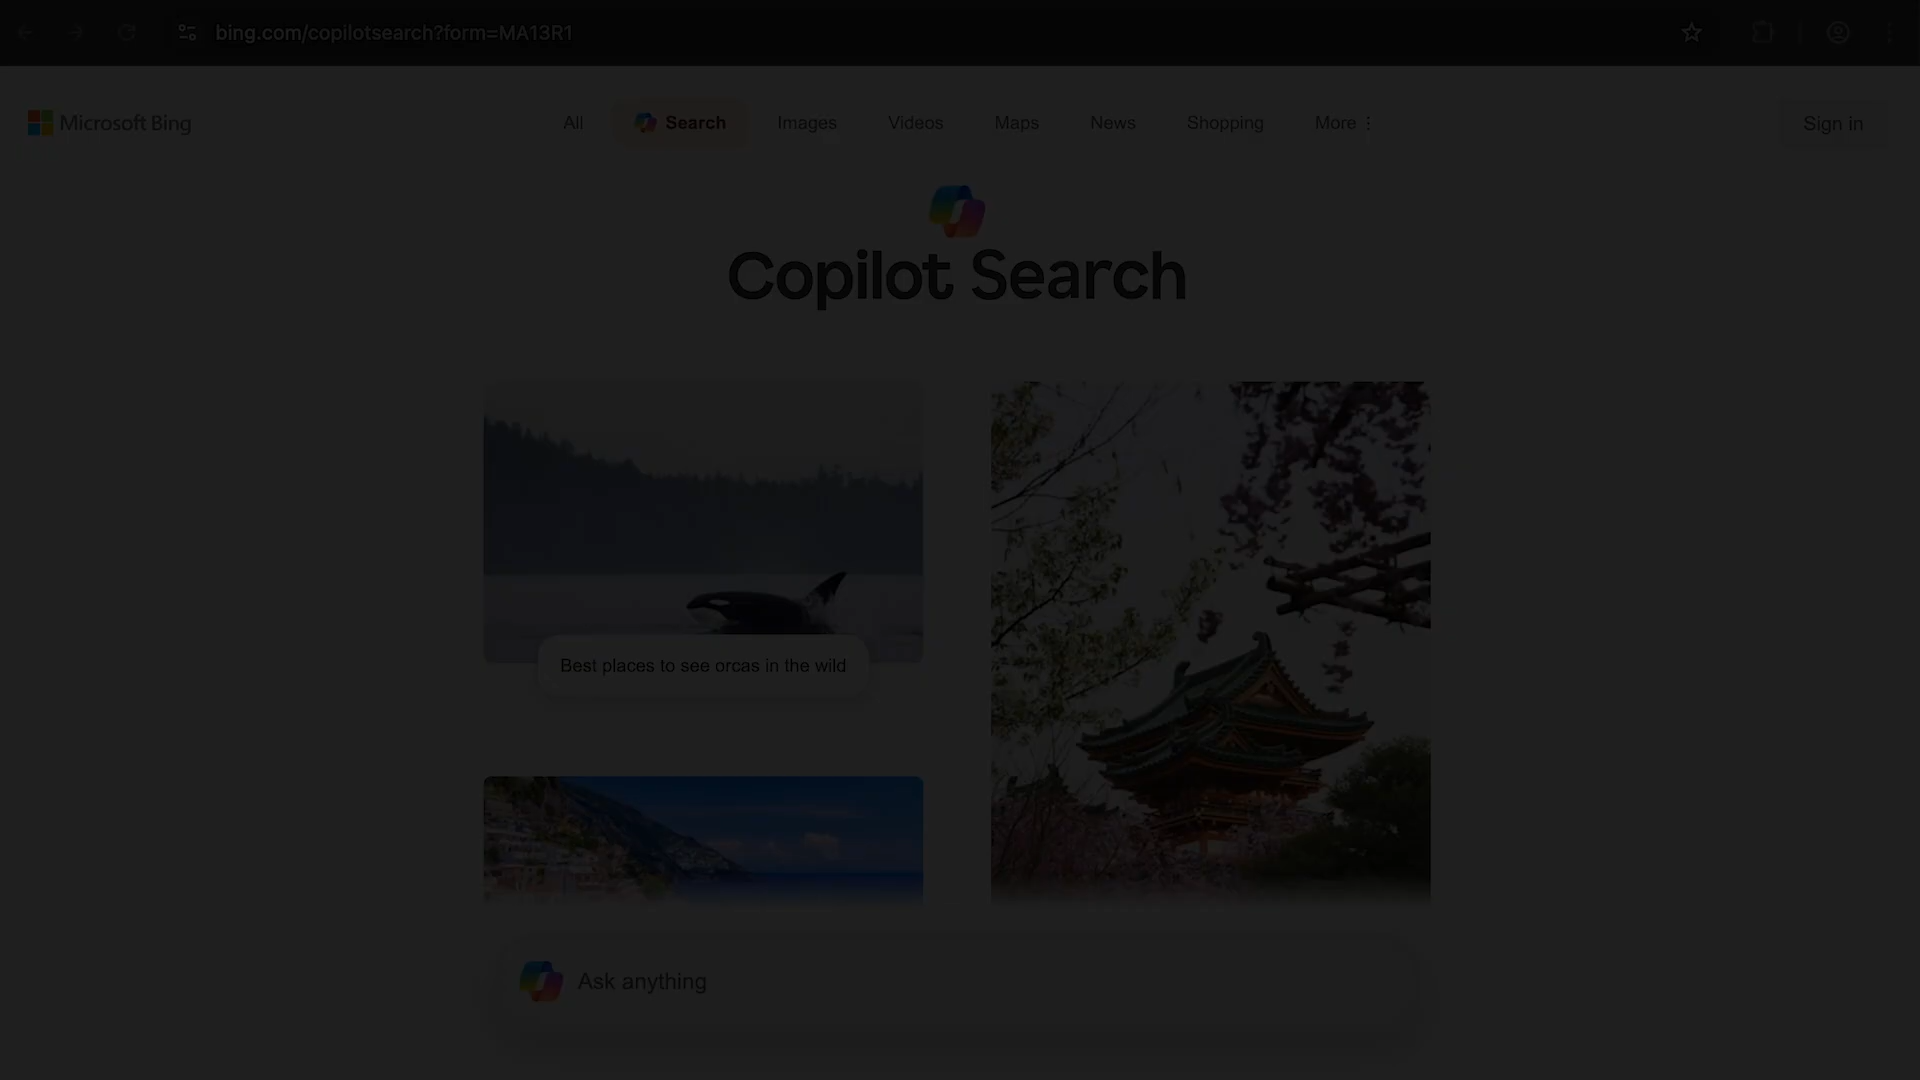 bing.com/copilotsearch?form=MA13R1
Microsoft Bing
All
Search
Images
Videos
Maps
News
Shopping
More
Sign in
Copilot Search
Best places to see orcas in the wild
Ask anything